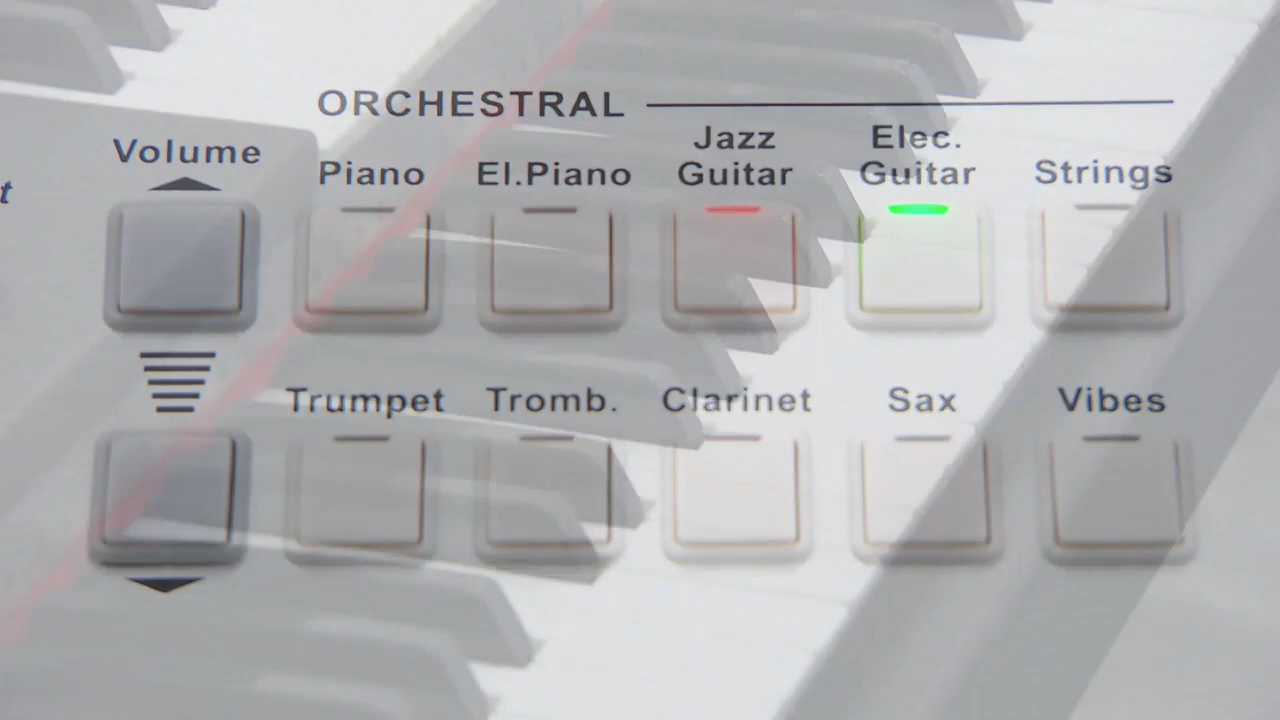 ORCHESTRAL
Volume
Piano
El.Piano
Jazz
Guitar
Elec.
Guitar
Strings
Trumpet
Tromb.
Clarinet
Sax
Vibes